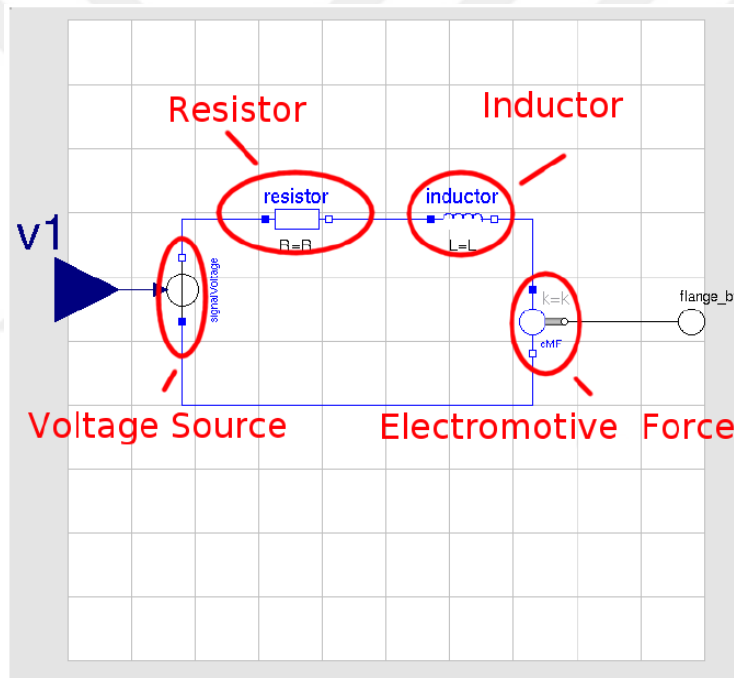 Resistor
Inductor
resistor
inductor
v1
R=R
L=L
signalVoltage
k=k
flange_b
eMF
Voltage Source
Electromotive Force